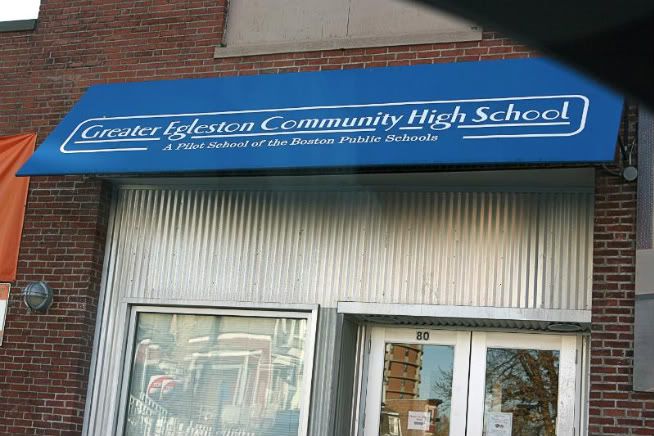 Greater Egleston Community High School
A Pilot School of the Boston Public Schools
80